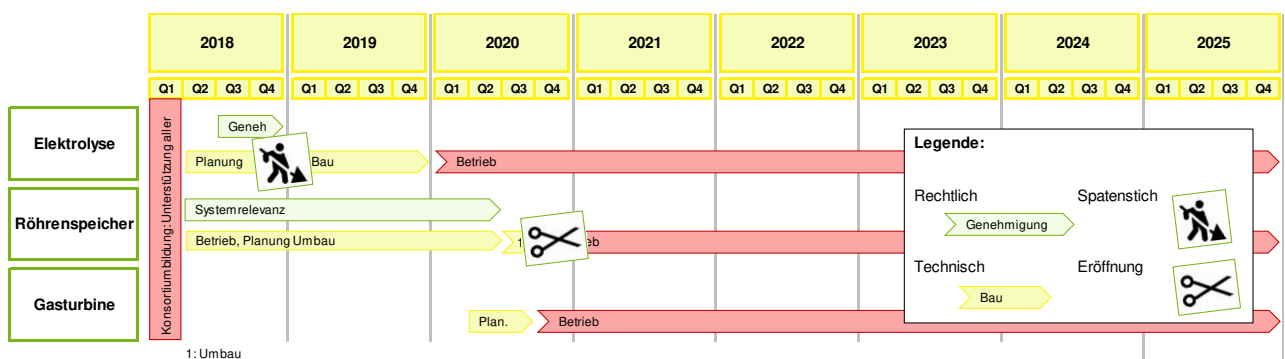 2018 2019 2020 2021 2022 2023 2024 2025
Q1 Q2 Q3 Q4 Q1 Q2 Q3 Q4 Q1 Q2 Q3 Q4 Q1 Q2 Q3 Q4 Q1 Q2 Q3 Q4 Q1 Q2 Q3 Q4 Q1 Q2 Q3 Q4 Q1 Q2 Q3 Q4
Konsortiumbildung: Unterstützung aller
Elektrolyse
Geneh
Planung Bau Betrieb
Röhrenspeicher
Systemrelevanz
Betrieb, Planung Umbau 1 eb
Gasturbine
Plan. Betrieb
Legende:
Rechtlich Spatenstich
Genehmigung
Technisch Eröffnung
Bau
1: Umbau